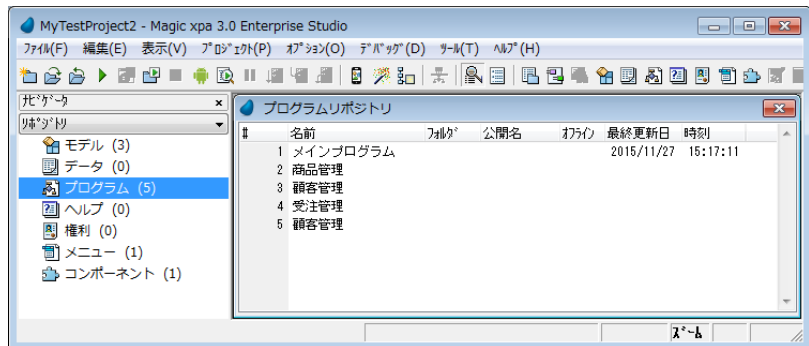 MyTestProject2 - Magic xpa 3.0 Enterprise Studio
ﾌｧｲﾙ(F) 編集(E) 表示(V) ﾌﾟﾛｼﾞｪｸﾄ(P) ｵﾌﾟｼｮﾝ(O) ﾃﾞﾊﾞｯｸﾞ(D) ﾂｰﾙ(T) ﾍﾙﾌﾟ(H)
ﾅﾋﾞｹﾞｰﾀ
ﾘﾎﾟｼﾞﾄﾘ
モデル (3)
データ (0)
プログラム (5)
ヘルプ (0)
権利 (0)
メニュー (1)
コンポーネント (1)
プログラムリポジトリ
# 名前 ﾌｫﾙﾀﾞ 公開名 ｵﾌﾗｲﾝ 最終更新日 時刻
1 メインプログラム 2015/11/27 15:17:11
2 商品管理
3 顧客管理
4 受注管理
5 顧客管理
ｽﾞｰﾑ